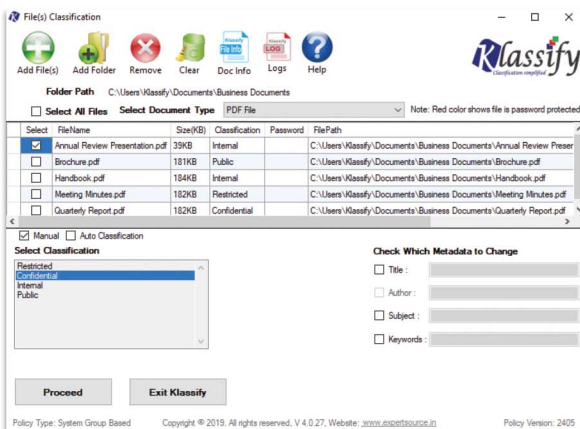 File(s) Classification
Klassify
File Info
Klassify
LOG
Klassify
Classification simplified
Add File(s) Add Folder Remove Clear Doc Info Logs Help
Folder Path C:\Users\Klassify\Documents\Business Documents
Select All Files Select Document Type PDF File Note: Red color shows file is password protected
Select FileName Size(KB) Classification Password FilePath
Annual Review Presentation.pdf 39KB Internal C:\Users\Klassify\Documents\Business Documents\Annual Review Preser
Brochure.pdf 181KB Public C:\Users\Klassify\Documents\Business Documents\Brochure.pdf
Handbook.pdf 184KB Internal C:\Users\Klassify\Documents\Business Documents\Handbook.pdf
Meeting Minutes.pdf 182KB Restricted C:\Users\Klassify\Documents\Business Documents\Meeting Minutes.pdf
Quarterly Report.pdf 182KB Confidential C:\Users\Klassify\Documents\Business Documents\Quarterly Report.pdf
Manual Auto Classification
Select Classification Check Which Metadata to Change
Restricted
Confidential
Internal
Public
Title :
Author :
Subject :
Keywords :
Proceed Exit Klassify
Policy Type: System Group Based Copyright © 2019. All rights reserved, V 4.0.27, Website: www.expertsource.in Policy Version: 2405